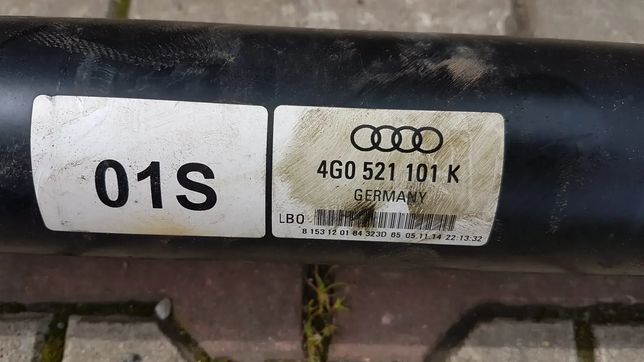 01S
4G0 521 101 K
GERMANY
LBO
8 153 12 01 84 323D 85 05.11.14 22:13:32